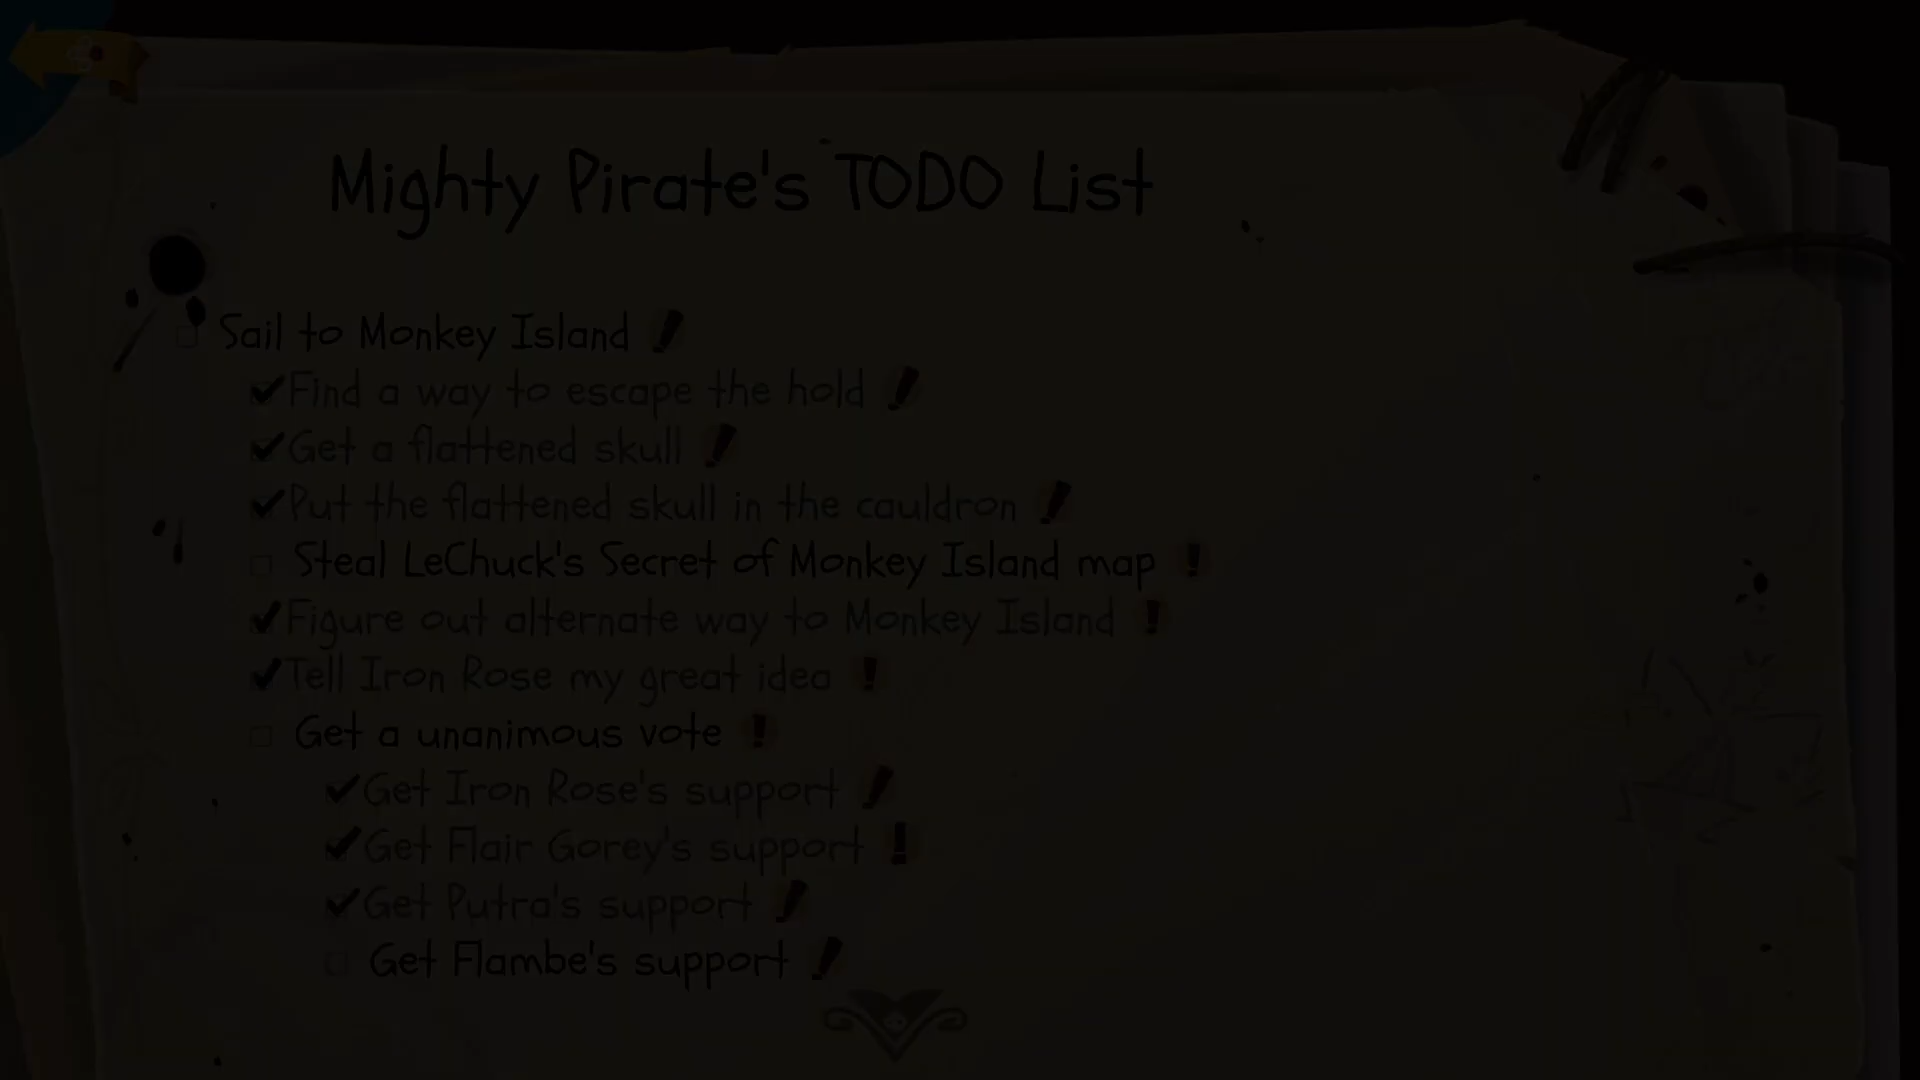 Mighty Pirate's TODO List
Sail to Monkey Island !
Find a way to escape the hold !
Get a flattened skull !
Put the flattened skull in the cauldron !
Steal LeChuck's Secret of Monkey Island map !
Figure out alternate way to Monkey Island !
Tell Iron Rose my great idea !
Get a unanimous vote !
Get Iron Rose's support !
Get Flair Gorey's support !
Get Putra's support !
Get Flambe's support !